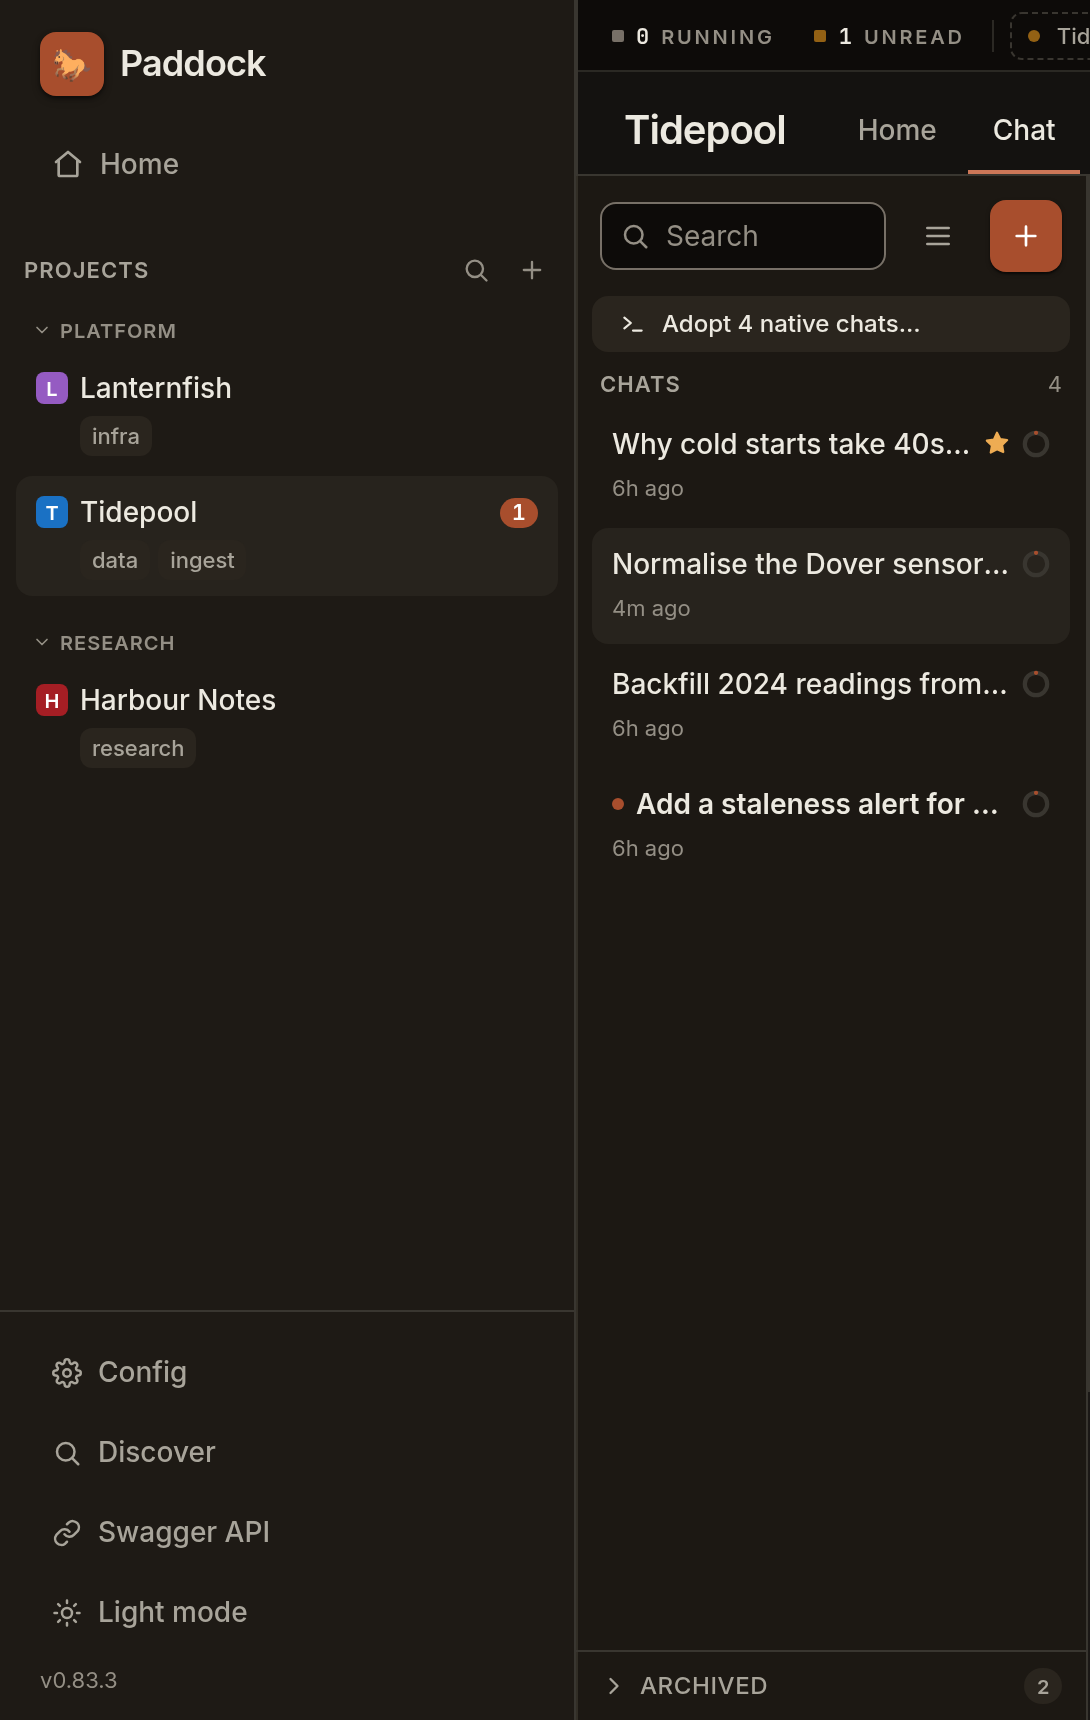 Paddock
Home
PROJECTS
PLATFORM
L Lanternfish
infra
T Tidepool 1
data ingest
RESEARCH
H Harbour Notes
research
Config
Discover
Swagger API
Light mode
v0.83.3
0 RUNNING 1 UNREAD Tid
Tidepool Home Chat
Search
Adopt 4 native chats...
CHATS 4
Why cold starts take 40s...
6h ago
Normalise the Dover sensor...
4m ago
Backfill 2024 readings from...
6h ago
Add a staleness alert for ...
6h ago
ARCHIVED 2